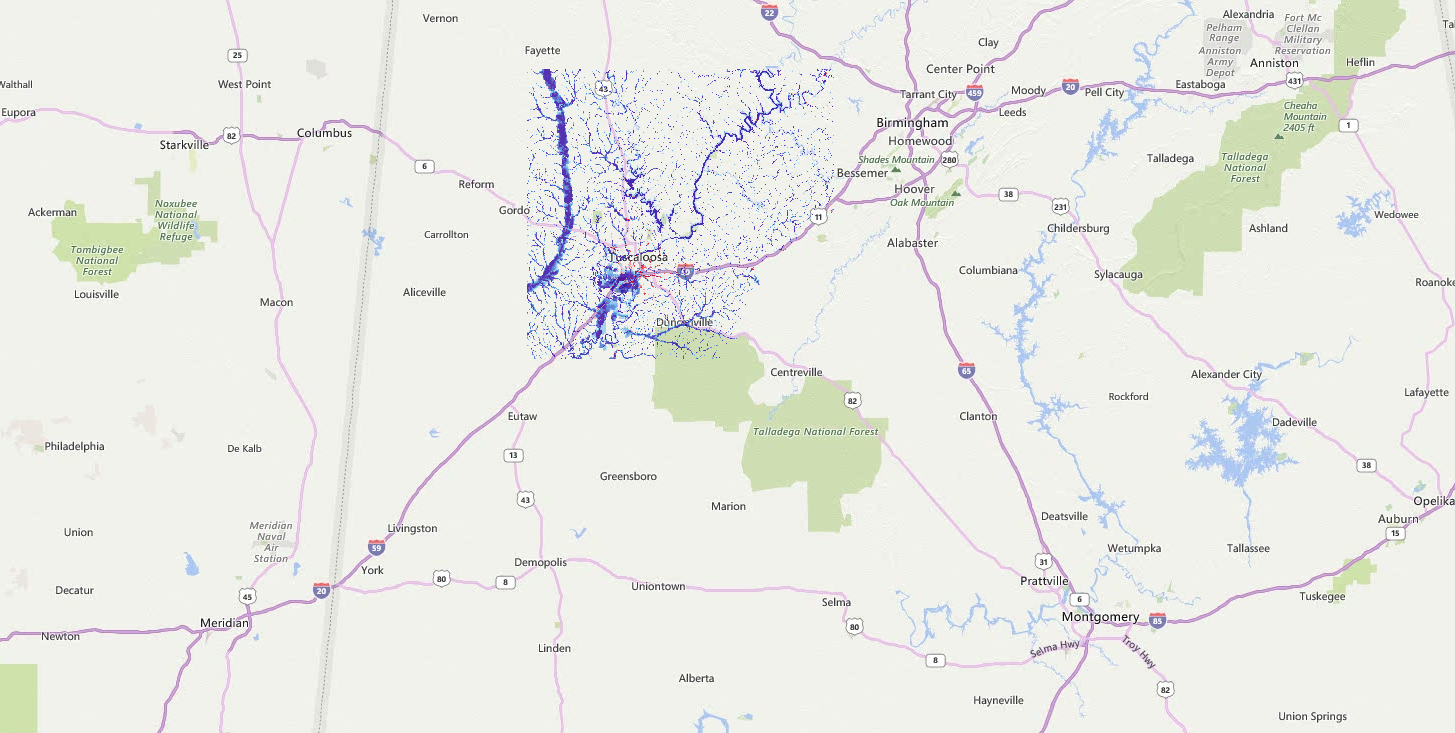 Vernon
22
Alexandria
Fort Mc
Clellan
Military
Reservation
Pelham
Range
Anniston
Army
Depot
Fayette
25
Clay
Center Point
Anniston
Heflin
Walthall
West Point
43
Tarrant City
459
Moody
20
Pell City
Eastaboga
431
Eupora
Leeds
Cheaha
Mountain
2405 ft
1
Columbus
82
Starkville
Birmingham
Homewood
Shades Mountain
280
Talladega
6
Bessemer
Talladega
National
Forest
Reform
Hoover
Oak Mountain
38
Ackerman
Noxubee
National
Wildlife
Refuge
Gordo
11
231
Wedowee
Childersburg
Ashland
Carrollton
Alabaster
Tombigbee
National
Forest
Tuscaloosa
Columbiana
Sylacauga
Louisville
Macon
Aliceville
Roanoke
Duncanville
Centreville
65
Alexander City
82
Rockford
Lafayette
Eutaw
Clanton
Dadeville
Philadelphia
De Kalb
13
Talladega National Forest
38
Greensboro
43
Marion
Opelika
Union
Meridian
Naval
Air
Station
Livingston
Deatsville
Auburn
15
59
Wetumpka
Tallassee
York
Demopolis
31
Decatur
20
80
8
Uniontown
Prattville
Tuskegee
45
Selma
6
Meridian
80
Montgomery
85
Newton
Linden
Selma Hwy
Troy Hwy
8
Alberta
82
Hayneville
Union Springs